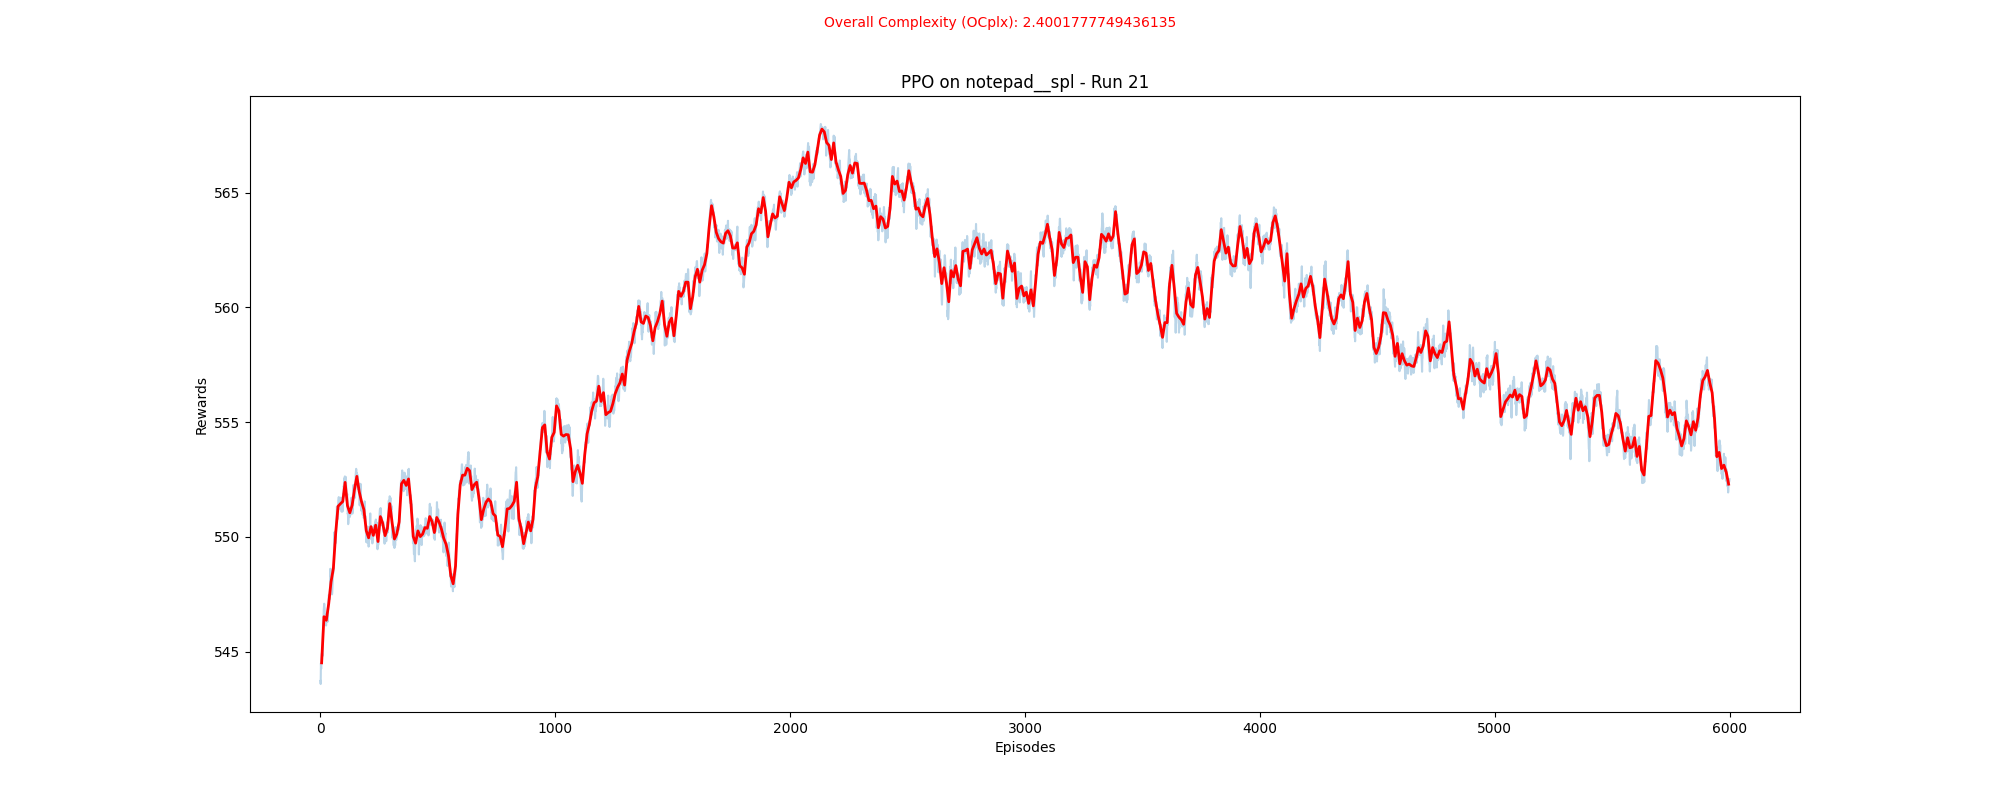 Overall Complexity (OCplx): 2.4001777749436135
PPO on notepad__spl - Run 21
565
560
555
550
545
Rewards
0 1000 2000 3000 4000 5000 6000
Episodes